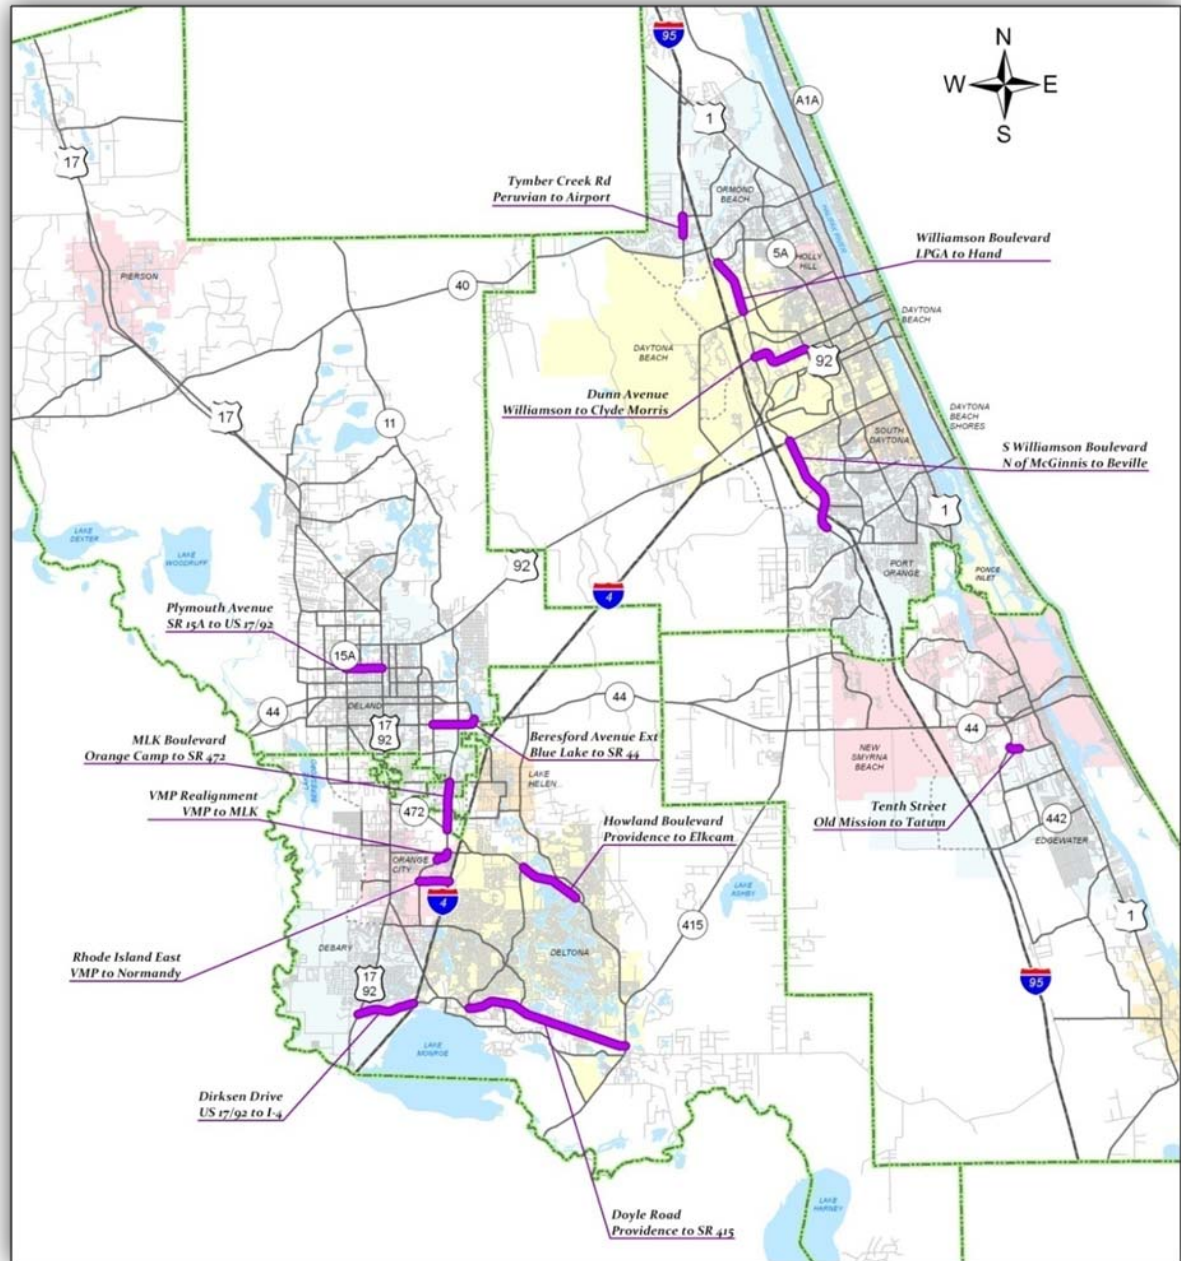 95
N
W E
S
A1A
1
17
Tymber Creek Rd
Peruvian to Airport
ORMOND
BEACH
HALIFAX RIVER
Williamson Boulevard
LPGA to Hand
5A
HOLLY
HILL
PIERSON
40
DAYTONA
BEACH
DAYTONA
BEACH
92
Dunn Avenue
Williamson to Clyde Morris
17
11
DAYTONA
BEACH
SHORES
SOUTH
DAYTONA
S Williamson Boulevard
N of McGinnis to Beville
1
LAKE
DEXTER
LAKE
WOODRUFF
92
PORT
ORANGE
PONCE
INLET
4
Plymouth Avenue
SR 15A to US 17/92
15A
44
44
DELAND
17
92
44
MLK Boulevard
Orange Camp to SR 472
Beresford Avenue Ext
Blue Lake to SR 44
NEW
SMYRNA
BEACH
LAKE
BERESFORD
LAKE
HELEN
VMP Realignment
VMP to MLK
472
Howland Boulevard
Providence to Elkcam
Tenth Street
Old Mission to Tatum
442
EDGEWATER
ORANGE
CITY
4
LAKE
ASHBY
415
1
DEBARY
DELTONA
Rhode Island East
VMP to Normandy
17
92
95
LAKE
MONROE
Dirksen Drive
US 17/92 to I-4
Doyle Road
Providence to SR 415
LAKE
HARNEY